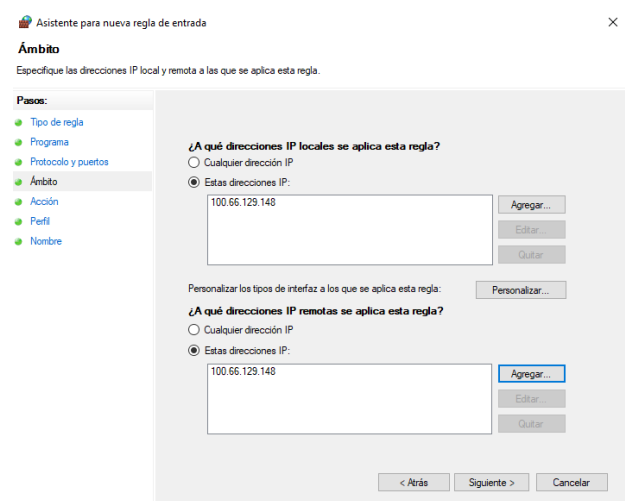 Asistente para nueva regla de entrada
Ámbito
Especifique las direcciones IP local y remota a las que se aplica esta regla.
Pasos:
Tipo de regla
Programa
Protocolo y puertos
Ámbito
Acción
Perfil
Nombre
¿A qué direcciones IP locales se aplica esta regla?
Cualquier dirección IP
Estas direcciones IP:
100.66.129.148
Agregar...
Editar...
Quitar
Personalizar los tipos de interfaz a los que se aplica esta regla:
Personalizar...
¿A qué direcciones IP remotas se aplica esta regla?
Cualquier dirección IP
Estas direcciones IP:
100.66.129.148
Agregar...
Editar...
Quitar
< Atrás
Siguiente >
Cancelar